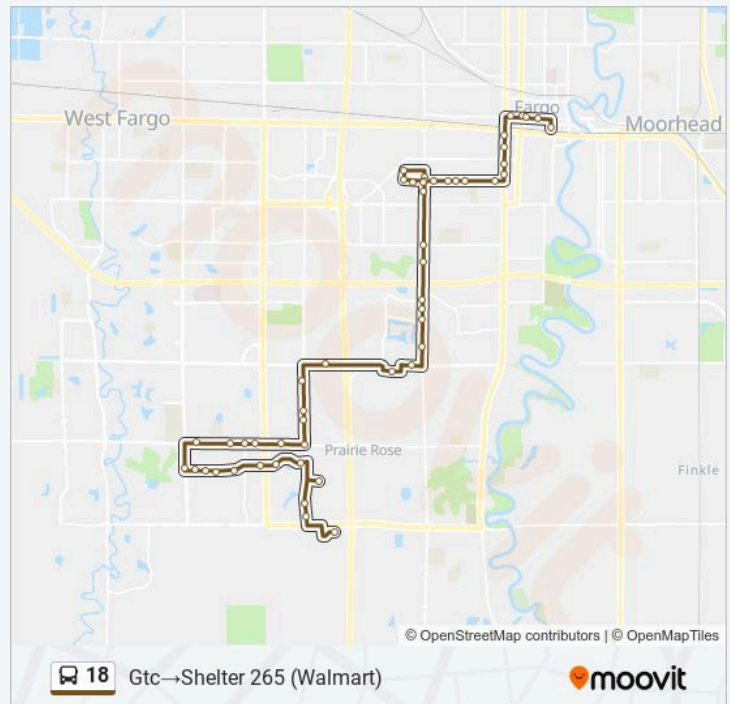 Fargo
West Fargo
Moorhead
Prairie Rose
Finkle
© OpenStreetMap contributors | © OpenMapTiles
18 Gtc→Shelter 265 (Walmart)
moovit